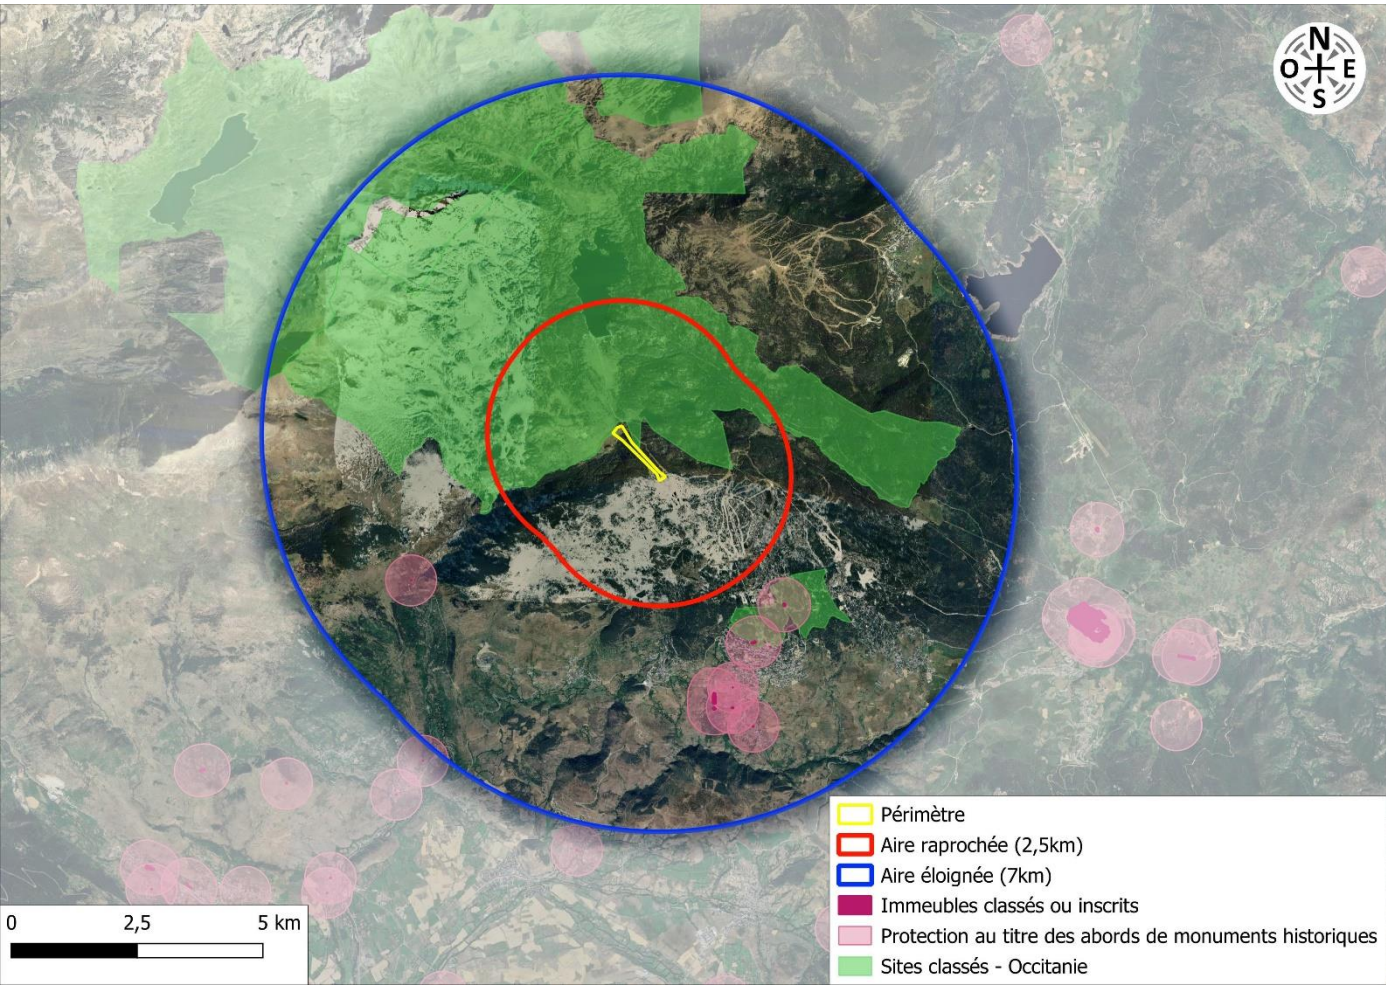 N
O E
S
Périmètre
Aire raprochée (2,5km)
Aire éloignée (7km)
Immeubles classés ou inscrits
Protection au titre des abords de monuments historiques
Sites classés - Occitanie
0 2,5 5 km